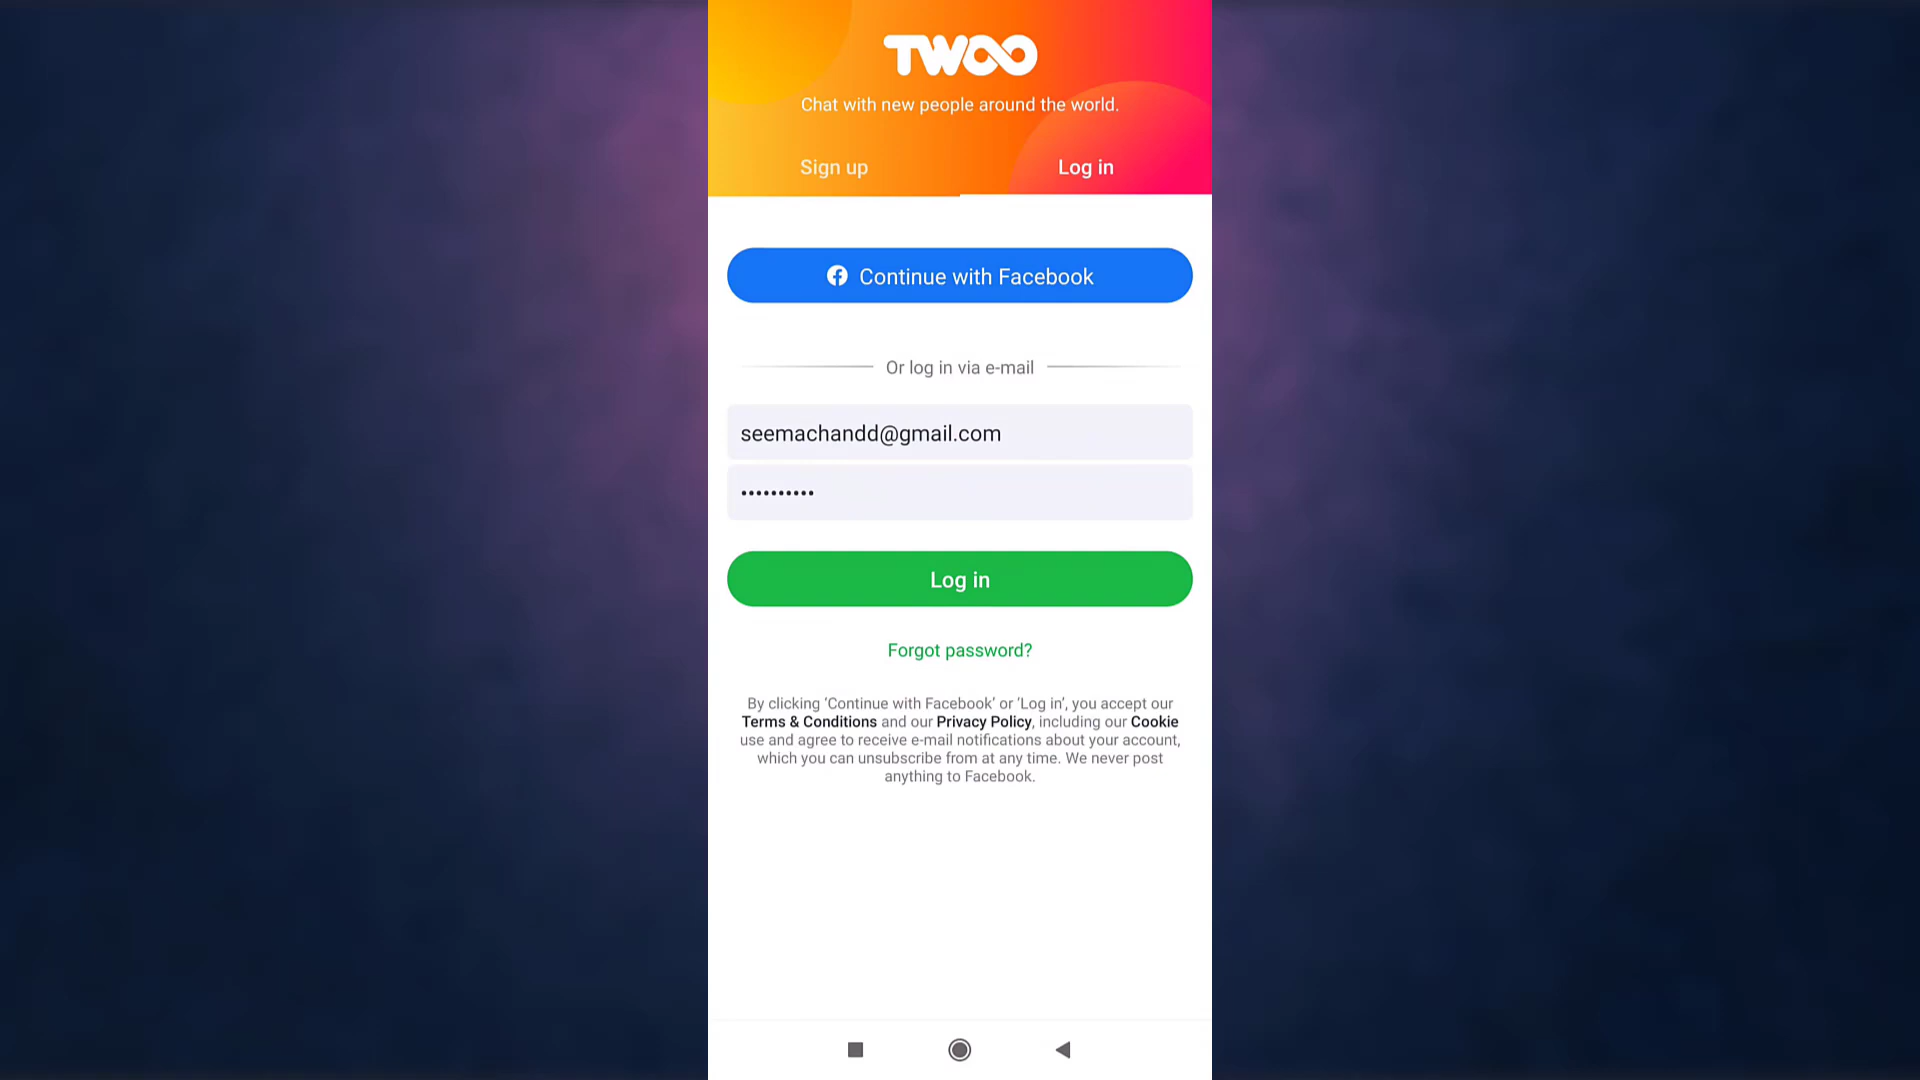 TWOO
Chat with new people around the world.
Sign up
Log in
Continue with Facebook
Or log in via e-mail
seemachandd@gmail.com
••••••••••
Log in
Forgot password?
By clicking ‘Continue with Facebook’ or ‘Log in’, you accept our
Terms & Conditions and our Privacy Policy, including our Cookie
use and agree to receive e-mail notifications about your account,
which you can unsubscribe from at any time. We never post
anything to Facebook.